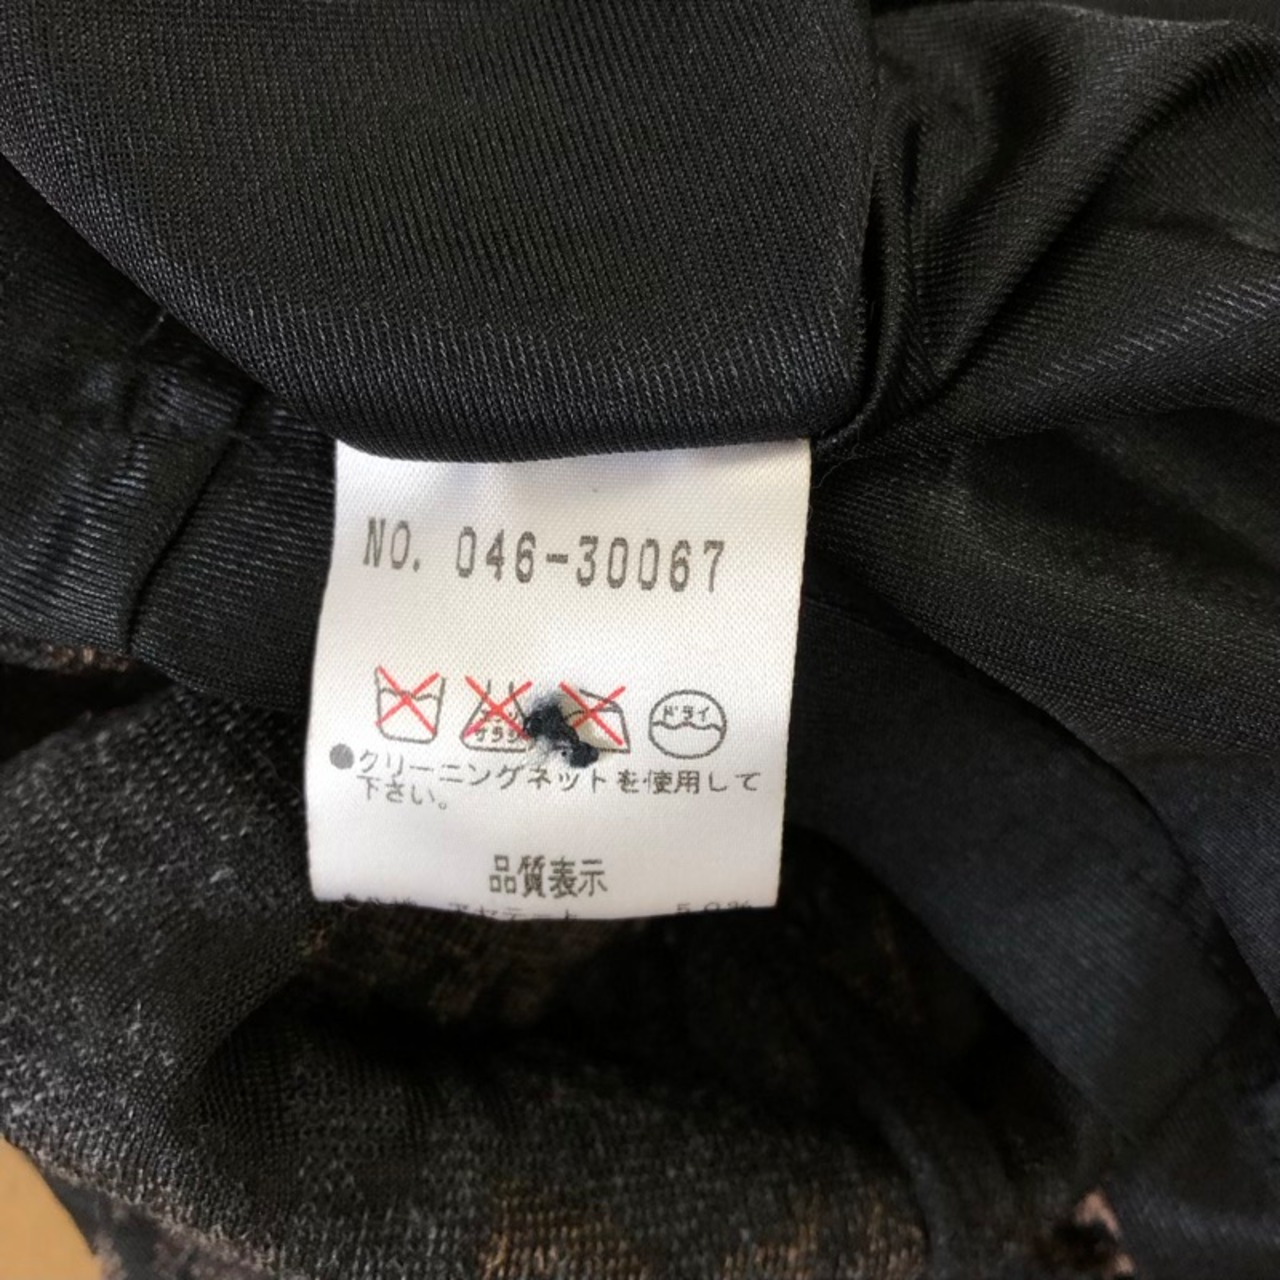 NO. 046-30067
ドライ
●クリーニングネットを使用して
下さい。
品質表示